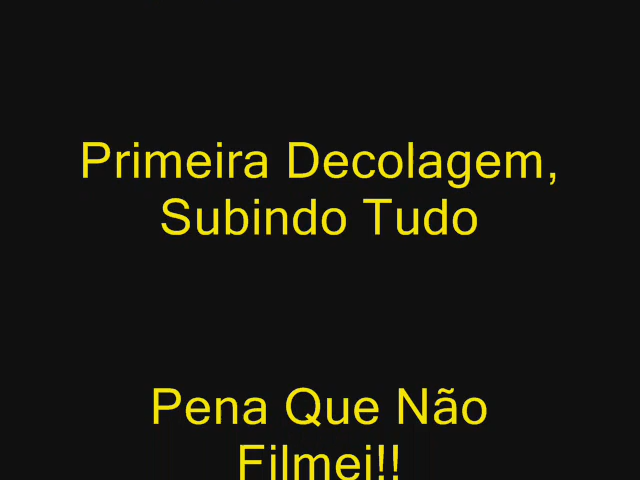 Primeira Decolagem,
Subindo Tudo
Pena Que Não
Filmei!!